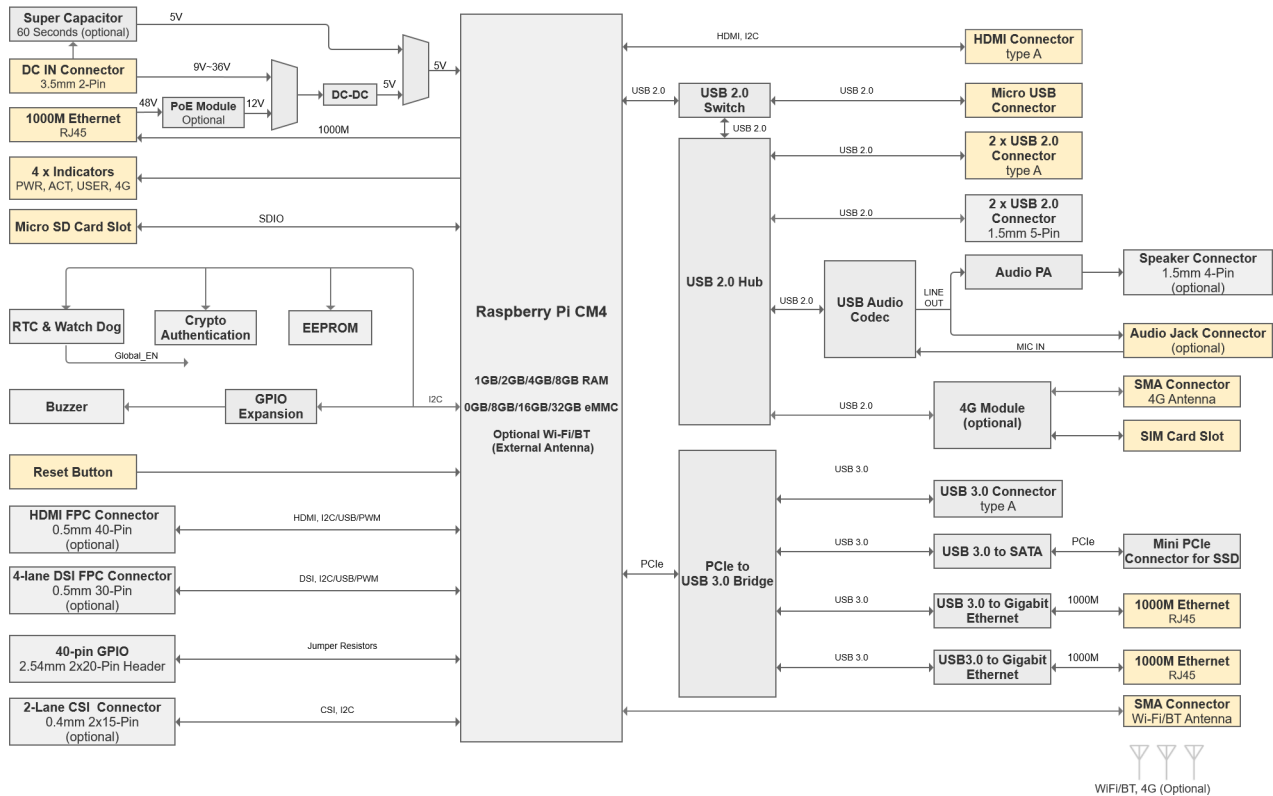 Super Capacitor
60 Seconds (optional)
5V
DC IN Connector
3.5mm 2-Pin
9V~36V
48V
PoE Module
Optional
12V
DC-DC
5V
5V
1000M Ethernet
RJ45
1000M
4 x Indicators
PWR, ACT, USER, 4G
Micro SD Card Slot
SDIO
RTC & Watch Dog
Crypto
Authentication
EEPROM
Global_EN
Buzzer
GPIO
Expansion
I2C
Reset Button
HDMI FPC Connector
0.5mm 40-Pin
(optional)
HDMI, I2C/USB/PWM
4-lane DSI FPC Connector
0.5mm 30-Pin
(optional)
DSI, I2C/USB/PWM
40-pin GPIO
2.54mm 2x20-Pin Header
Jumper Resistors
2-Lane CSI Connector
0.4mm 2x15-Pin
(optional)
CSI, I2C
Raspberry Pi CM4
1GB/2GB/4GB/8GB RAM
0GB/8GB/16GB/32GB eMMC
Optional Wi-Fi/BT
(External Antenna)
HDMI, I2C
HDMI Connector
type A
USB 2.0
USB 2.0
Switch
USB 2.0
Micro USB
Connector
USB 2.0
USB 2.0 Hub
USB 2.0
2 x USB 2.0
Connector
type A
USB 2.0
2 x USB 2.0
Connector
1.5mm 5-Pin
USB 2.0
USB Audio
Codec
LINE
OUT
Audio PA
Speaker Connector
1.5mm 4-Pin
(optional)
Audio Jack Connector
(optional)
MIC IN
USB 2.0
4G Module
(optional)
SMA Connector
4G Antenna
SIM Card Slot
PCIe
PCIe to
USB 3.0 Bridge
USB 3.0
USB 3.0 Connector
type A
USB 3.0
USB 3.0 to SATA
PCIe
Mini PCIe
Connector for SSD
USB 3.0
USB 3.0 to Gigabit
Ethernet
1000M
1000M Ethernet
RJ45
USB 3.0
USB3.0 to Gigabit
Ethernet
1000M
1000M Ethernet
RJ45
SMA Connector
Wi-Fi/BT Antenna
WiFi/BT, 4G (Optional)